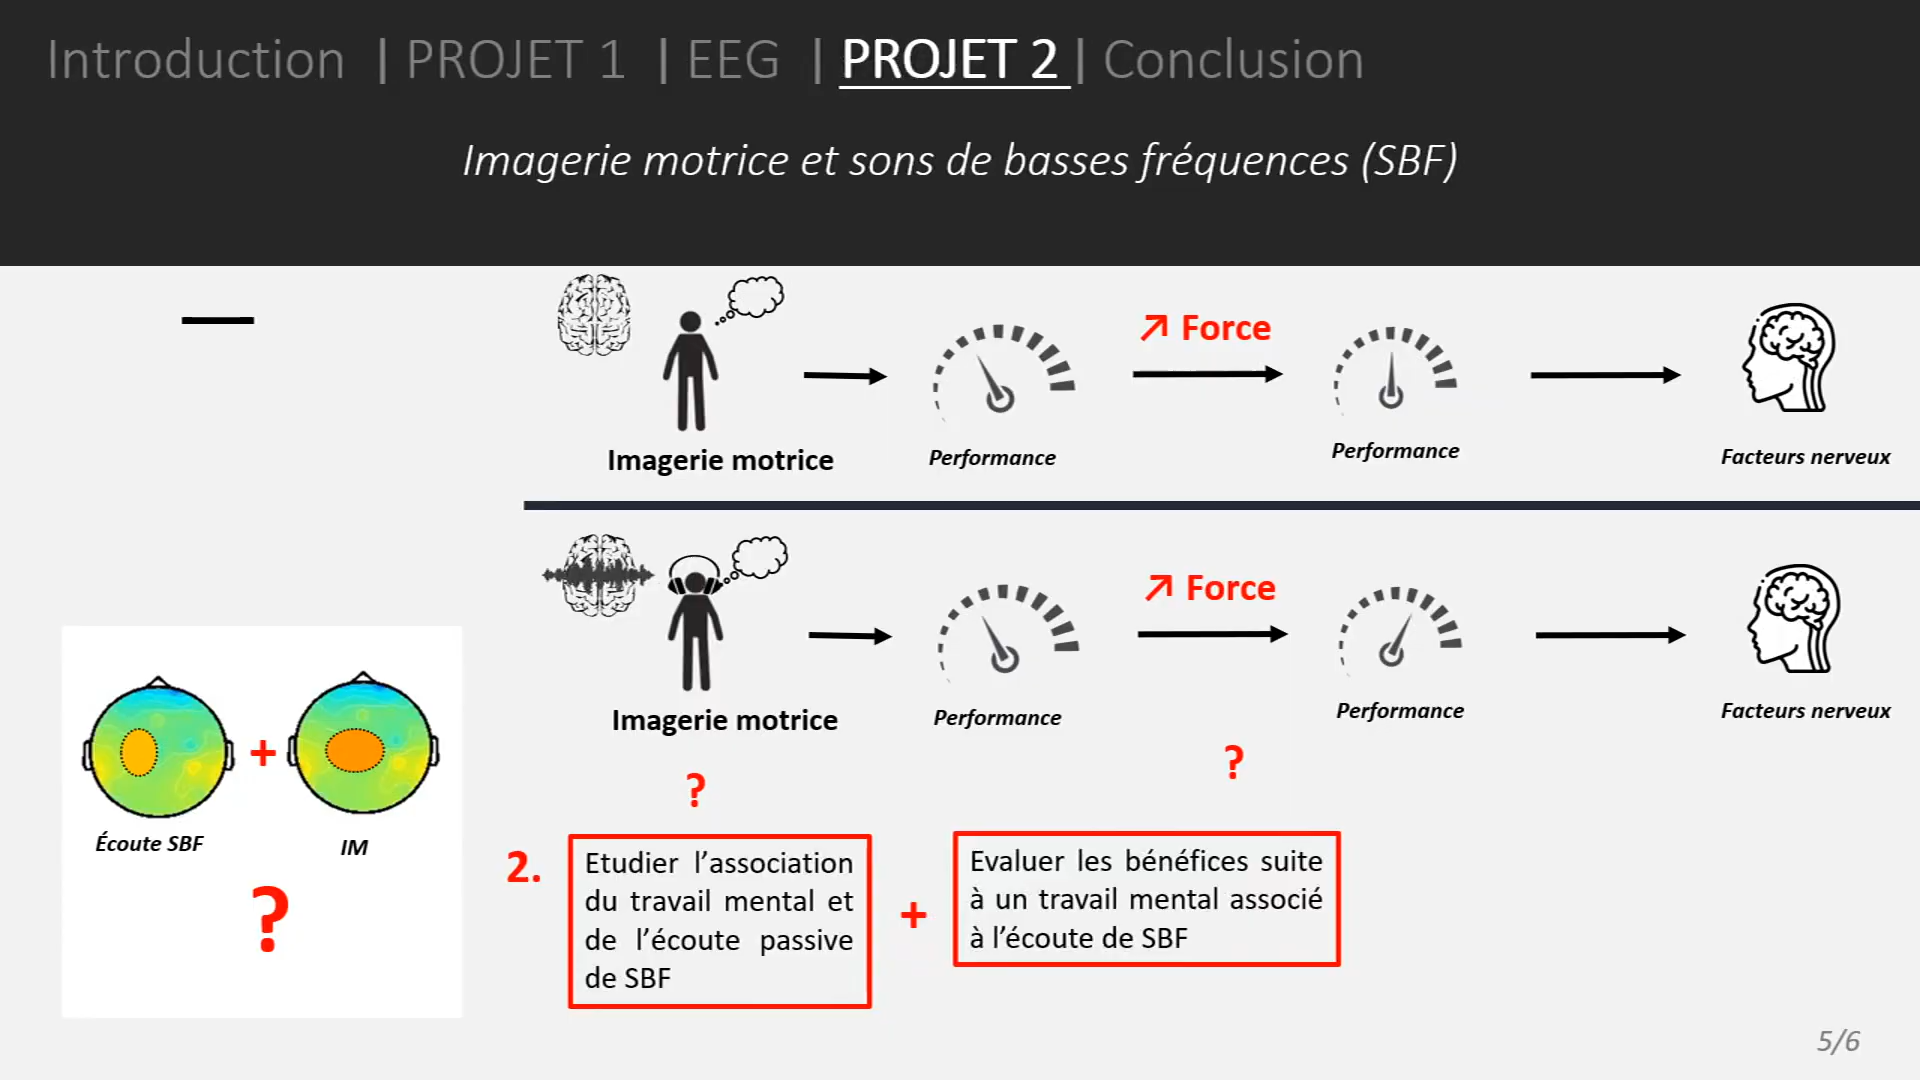 Introduction | PROJET 1 | EEG | PROJET 2 | Conclusion
Imagerie motrice et sons de basses fréquences (SBF)
↗ Force
Imagerie motrice
Performance
Performance
Facteurs nerveux
↗ Force
Imagerie motrice
Performance
Performance
Facteurs nerveux
+
Écoute SBF
IM
?
?
?
2.
Etudier l’association
du travail mental et
de l’écoute passive
de SBF
+
Evaluer les bénéfices suite
à un travail mental associé
à l’écoute de SBF
5/6